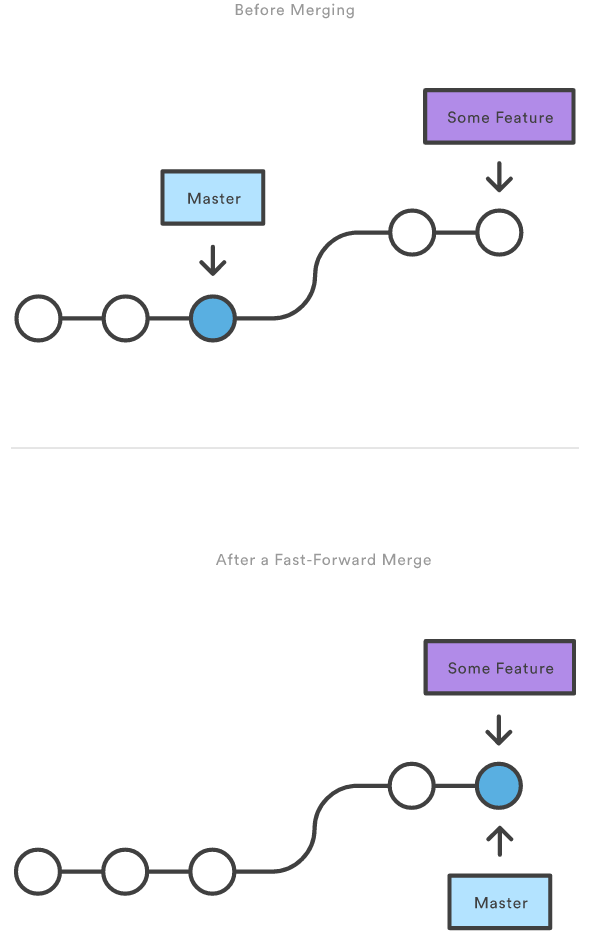 Before Merging
Some Feature
Master
After a Fast-Forward Merge
Some Feature
Master